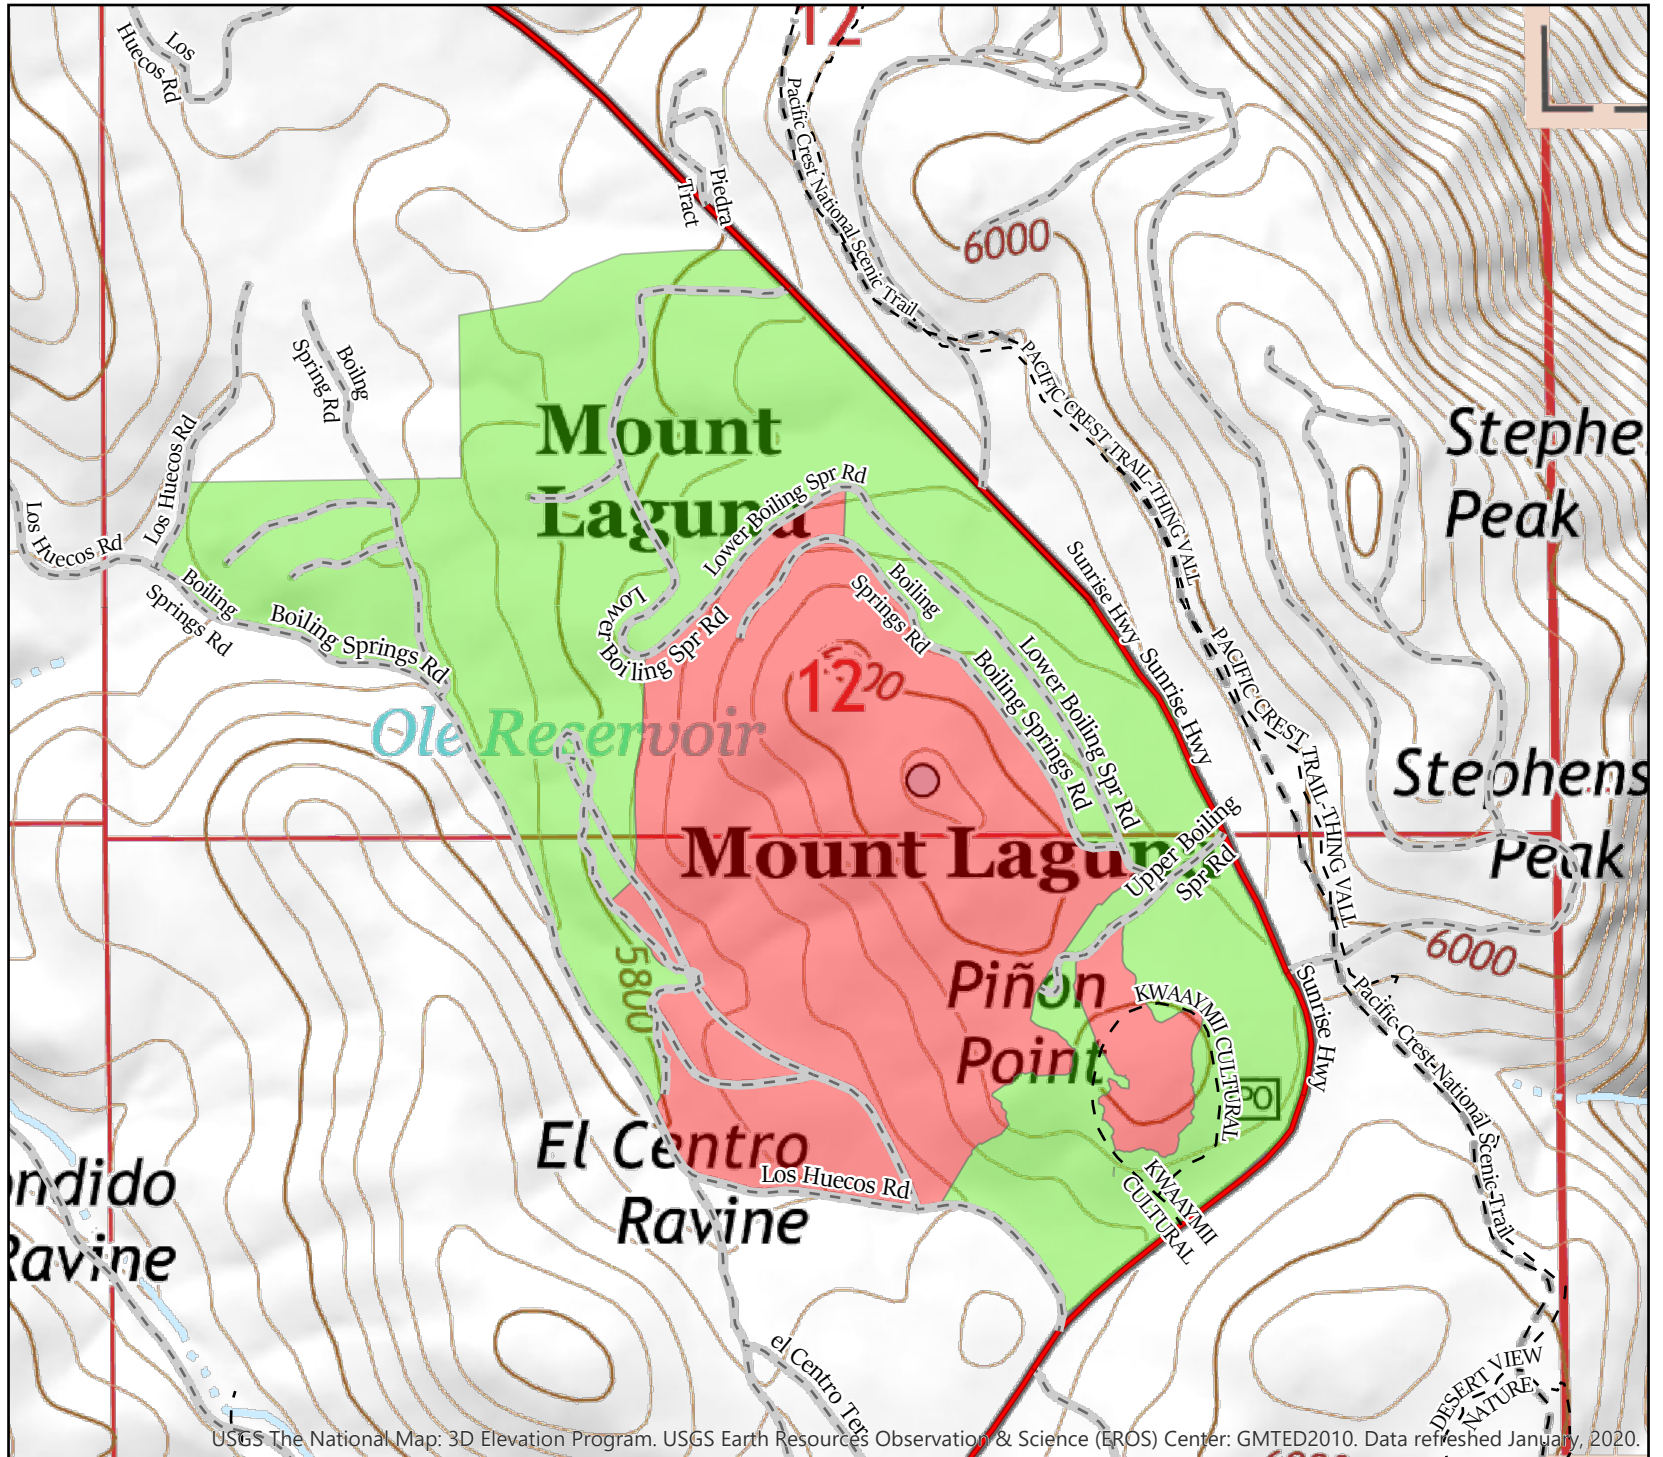 12
Los
Huecos Rd
Piedra
Tract
Pacific Crest National Scenic Trail
6000
PACIFIC CREST TRAIL-THING VALL
Boilng
Spring Rd
Mount
Laguna
Stephe
Peak
Los Huecos Rd
Los Huecos Rd
Lower Boiling Spr Rd
Boiling
Springs Rd
Boiling Springs Rd
Lower
Boiling Spr Rd
Boiling
Springs Rd
Boiling Springs Rd
Lower Boiling Spr Rd
Sunrise Hwy
Sunrise Hwy
PACIFIC CREST TRAIL-THING VALL
12
Ole Reservoir
Stephens
Peak
Mount Lagun
Upper Boiling
Spr Rd
5800
Piñon
Point
KWAAYMII CULTURAL
PO
6000
Sunrise Hwy
Pacific Crest National Scenic Trail
El Centro
Ravine
Los Huecos Rd
KWAAYMII
CULTURAL
ndido
Ravine
el Centro Ter
DESERT VIEW
NATURE
USGS The National Map: 3D Elevation Program. USGS Earth Resources Observation & Science (EROS) Center: GMTED2010. Data refreshed January, 2020.